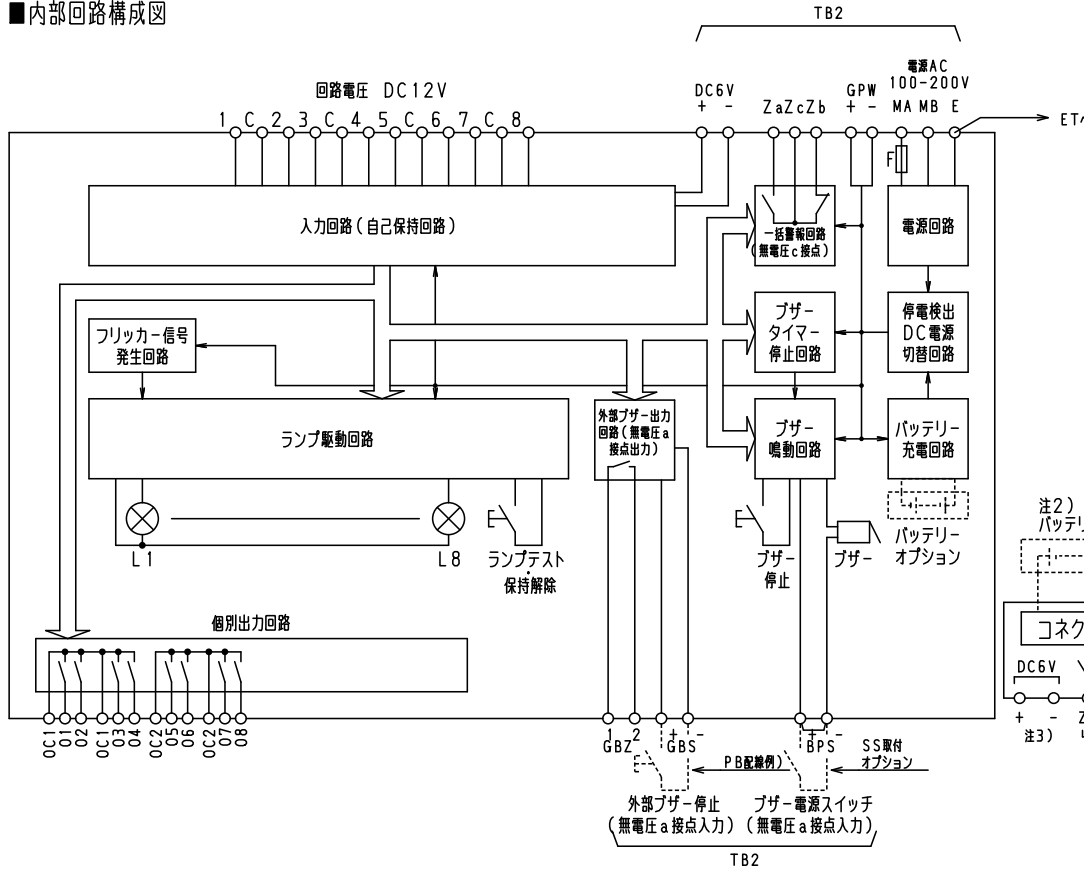 ■内部回路構成図
TB2
回路電圧 DC12V
DC6V
+ -
ZaZcZb
GPW
+ -
電源AC
100-200V
MA MB E
1 C 2 3 C 4 5 C 6 7 C 8
F
入力回路(自己保持回路)
一括警報回路
(無電圧c接点)
電源回路
フリッカー信号
発生回路
ブザー
タイマー
停止回路
停電検出
DC電源
切替回路
ランプ駆動回路
外部ブザー出力
回路(無電圧a
接点出力)
ブザー
鳴動回路
バッテリー
充電回路
L1
L8
ランプテスト
・
保持解除
ブザー
停止
ブザー
バッテリー
オプション
注2)
個別出力回路
DC6V
+ -
注3)
OC1 O1 O2 OC1 O3 O4 OC2 O5 O6 OC2 O7 O8
1 2
GBZ
+ -
GBS
+ -
BPS
PB配線例)
SS取付
オプション
外部ブザー停止
(無電圧a接点入力)
ブザー電源スイッチ
(無電圧a接点入力)
TB2